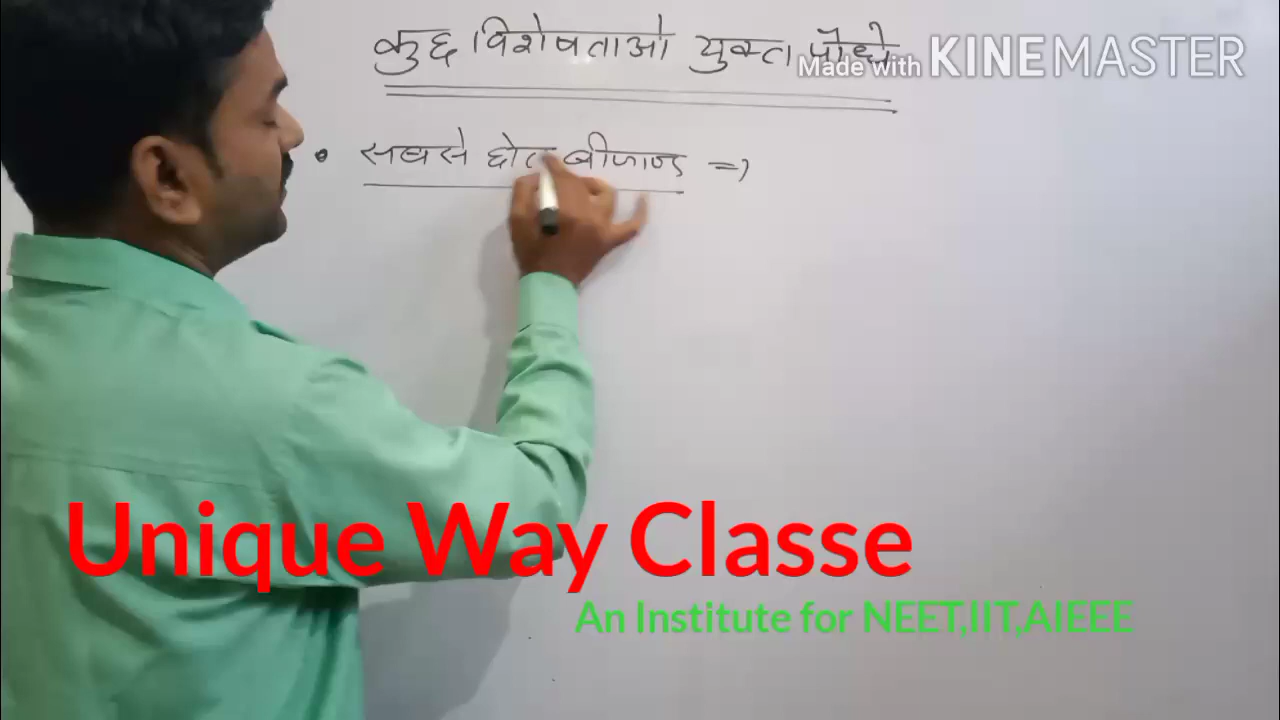 कुछ विशेषताओ युक्त पौधे
Made with KINEMASTER
• सबसे छोटा बीजाण्ड =>
Unique Way Classe
An Institute for NEET,IIT,AIEEE